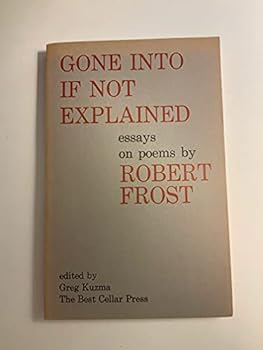 GONE INTO
IF NOT
EXPLAINED
essays
on poems by
ROBERT
FROST
edited by
Greg Kuzma
The Best Cellar Press